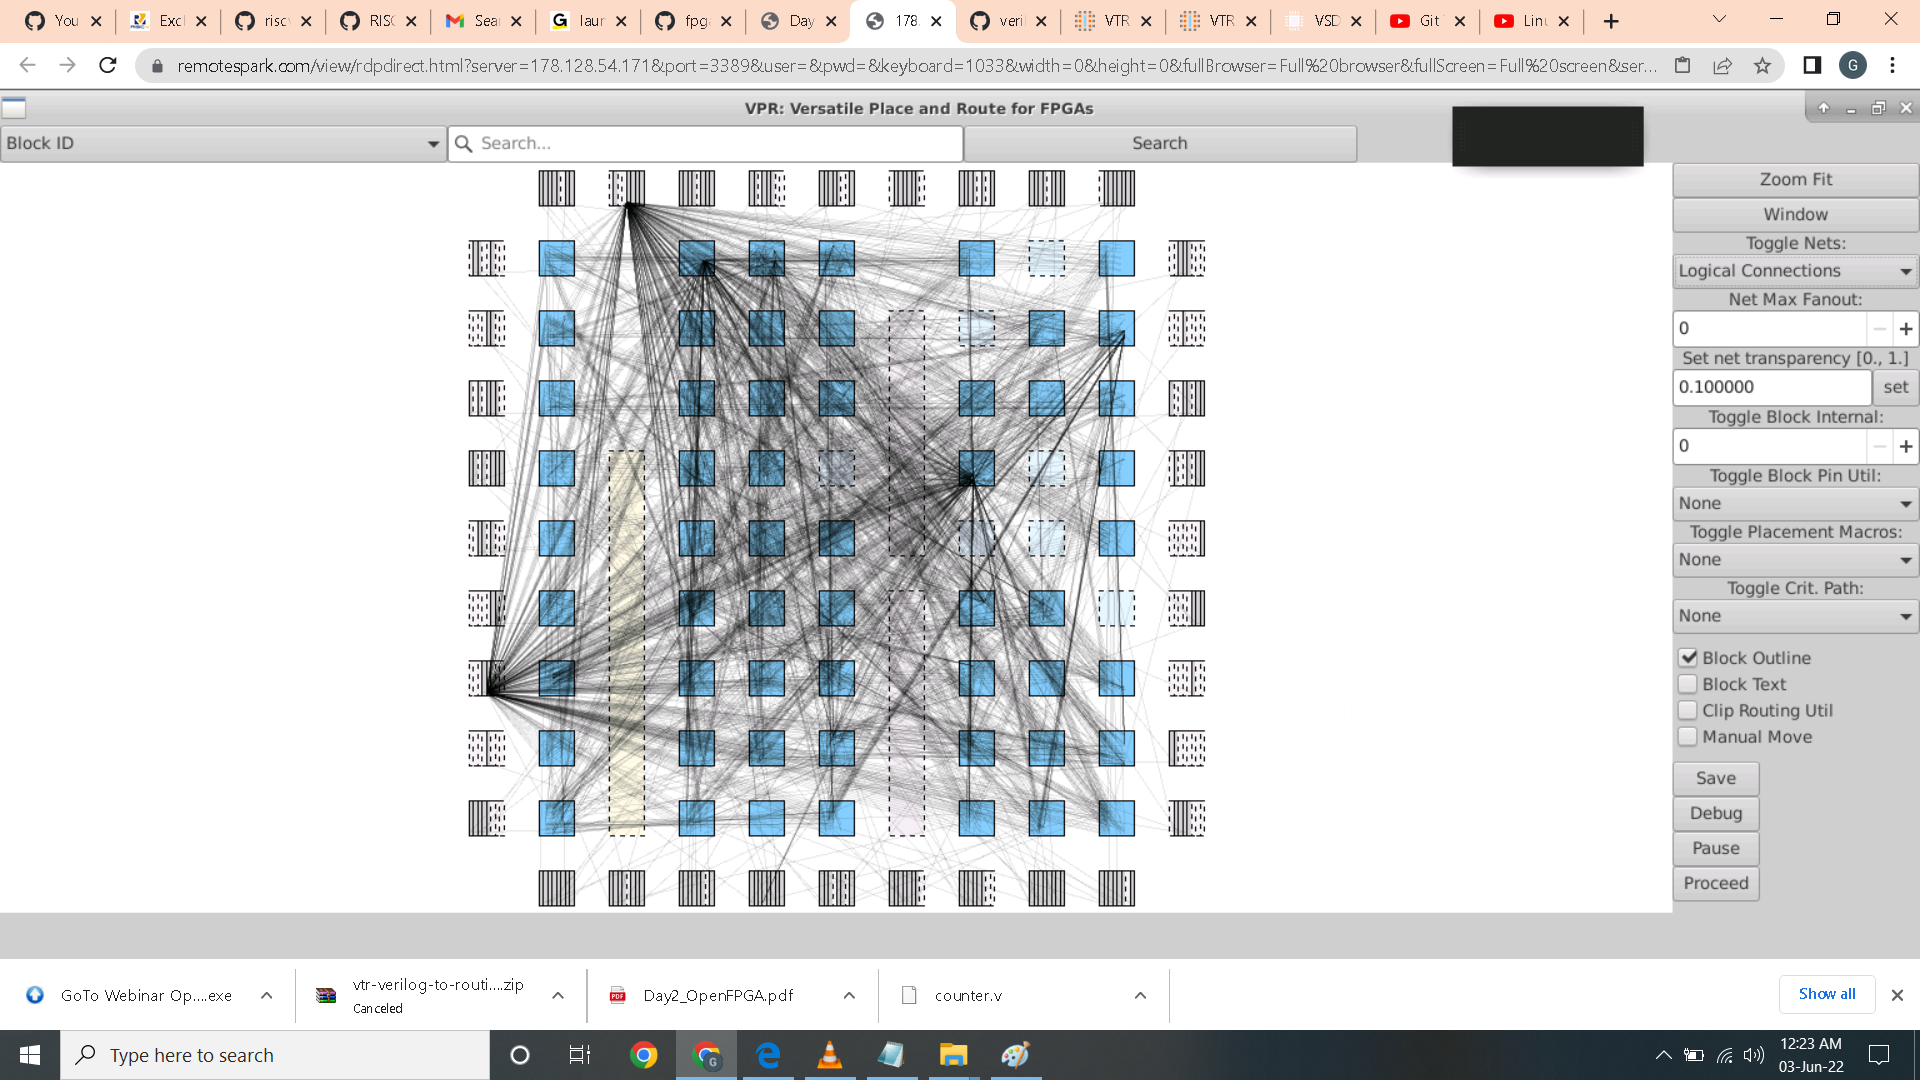 You
Excl
riscv
RISC
Sear
laun
fpg
Day
178.
veril
VTR
VTR
VSD
Git
Linu
remotespark.com/view/rdpdirect.html?server=178.128.54.171&port=3389&user=&pwd=&keyboard=1033&width=0&height=0&fullBrowser=Full%20browser&fullScreen=Full%20screen&ser...
G
VPR: Versatile Place and Route for FPGAs
Block ID
Search...
Search
Zoom Fit
Window
Toggle Nets:
Logical Connections
Net Max Fanout:
0
Set net transparency [0., 1.]
0.100000
set
Toggle Block Internal:
0
Toggle Block Pin Util:
None
Toggle Placement Macros:
None
Toggle Crit. Path:
None
Block Outline
Block Text
Clip Routing Util
Manual Move
Save
Debug
Pause
Proceed
GoTo Webinar Op....exe
vtr-verilog-to-routi....zip
Canceled
PDF
Day2_OpenFPGA.pdf
counter.v
Show all
Type here to search
12:23 AM
03-Jun-22